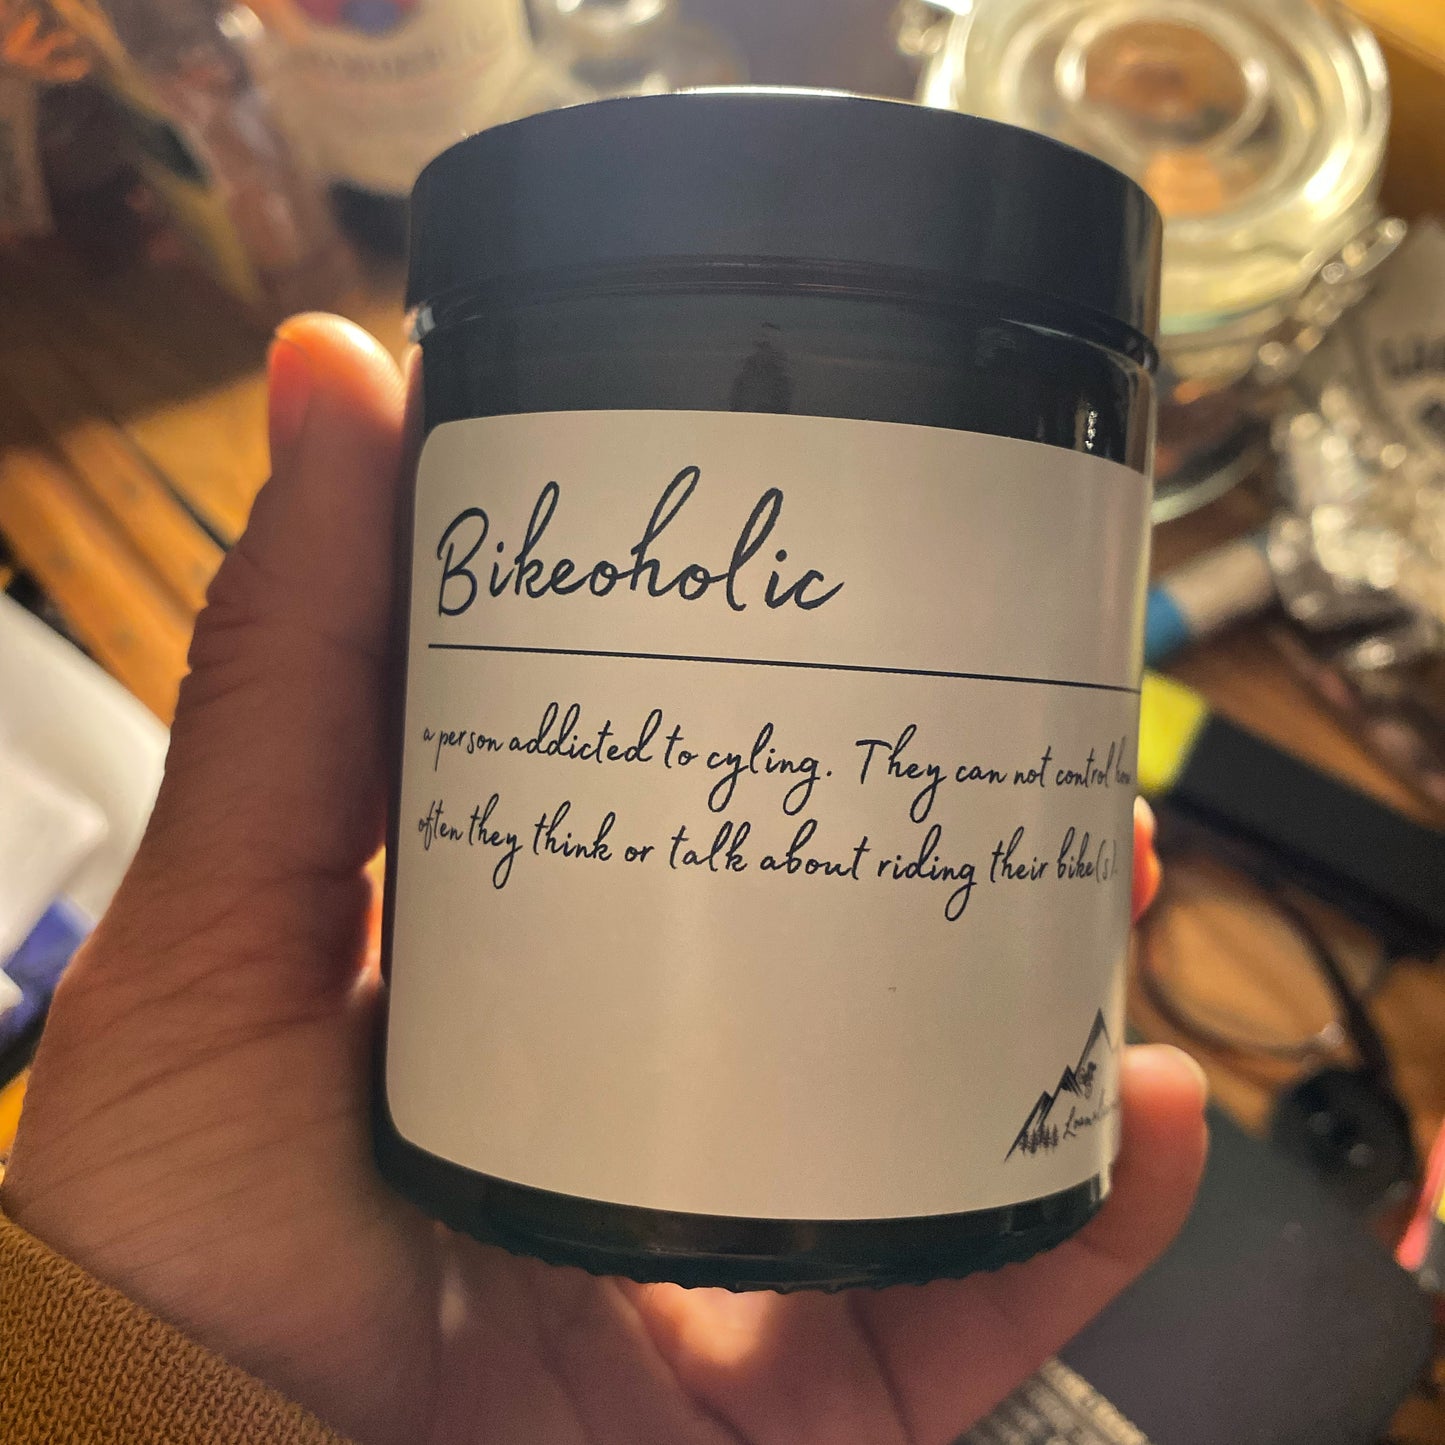 Bikeoholic
a person addicted to cyling. They can not control how
often they think or talk about riding their bike(s).